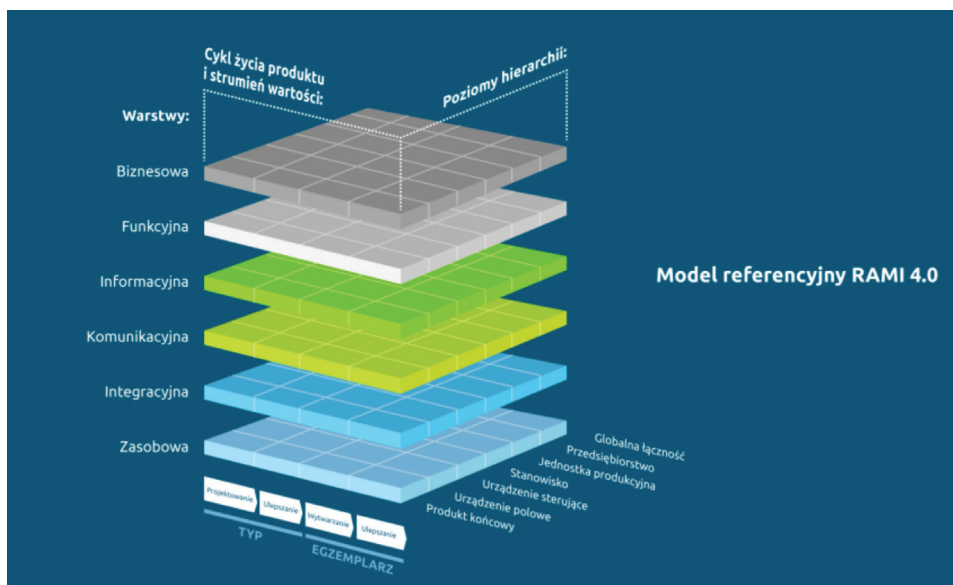 Cykl życia produktu
i strumień wartości:
Poziomy hierarchii:
Warstwy:
Biznesowa
Funkcyjna
Informacyjna
Komunikacyjna
Integracyjna
Zasobowa
Model referencyjny RAMI 4.0
Globalna łączność
Przedsiębiorstwo
Jednostka produkcyjna
Stanowisko
Urządzenie sterujące
Urządzenie polowe
Produkt końcowy
Projektowanie
Ulepszanie
Wytwarzanie
Ulepszanie
TYP
EGZEMPLARZ